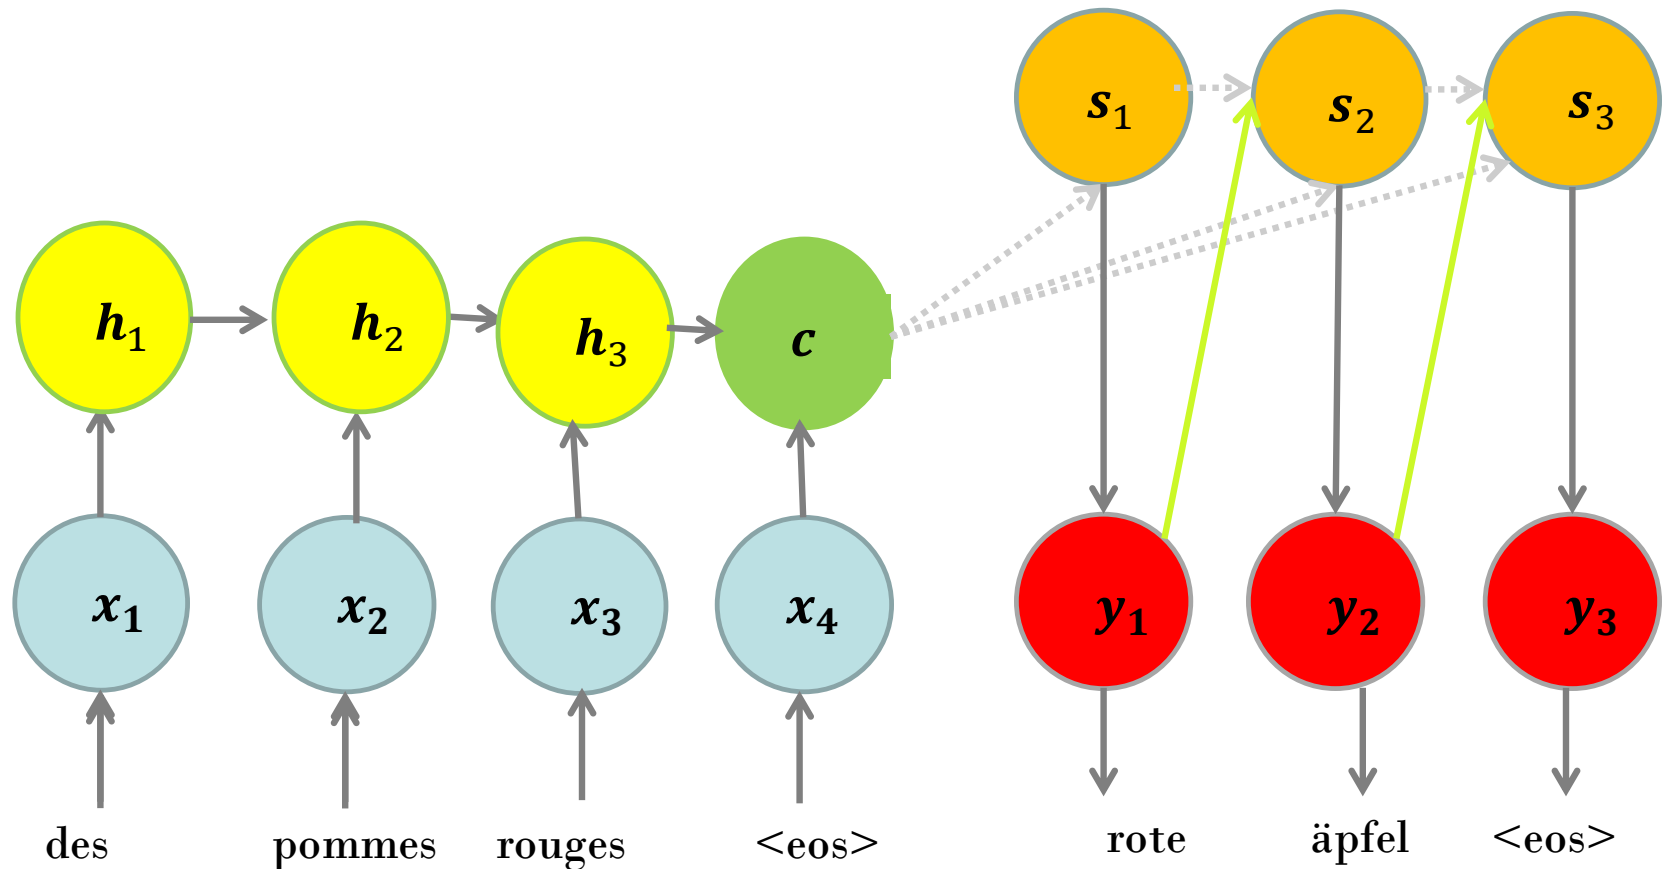 s₁ s₂ s₃
h₁ h₂ h₃ c
x₁ x₂ x₃ x₄ y₁ y₂ y₃
des pommes rouges <eos> rote äpfel <eos>